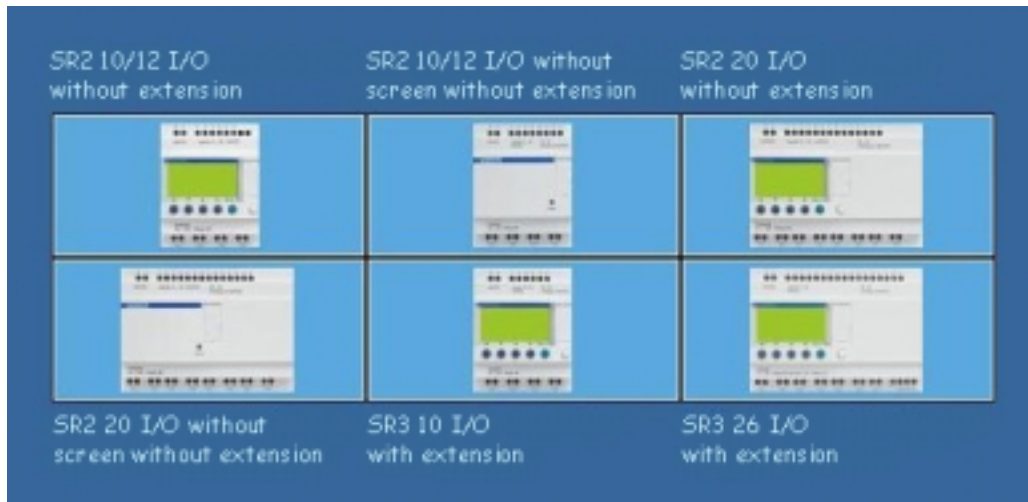 SR2 10/12 I/O
without extension
SR2 10/12 I/O without
screen without extension
SR2 20 I/O
without extension
SR2 20 I/O without
screen without extension
SR3 10 I/O
with extension
SR3 26 I/O
with extension